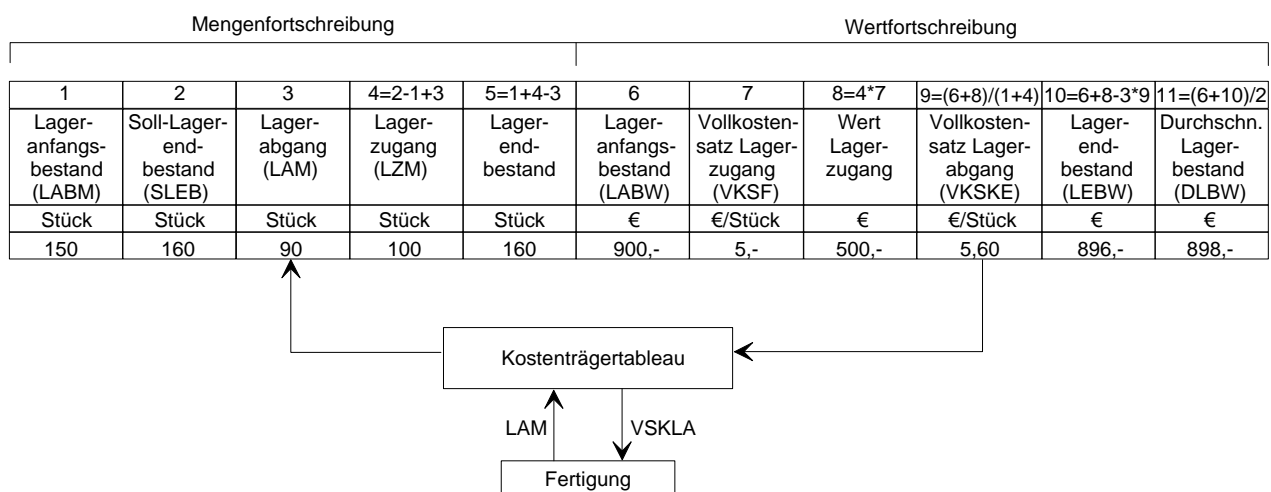 Mengenfortschreibung Wertfortschreibung
1 2 3 4=2-1+3 5=1+4-3 6 7 8=4*7 9=(6+8)/(1+4) 10=6+8-3*9 11=(6+10)/2
Lager- Soll-Lager- Lager- Lager- Lager- Lager- Vollkosten- Wert Vollkosten- Lager- Durchschn.
anfangs- end- abgang zugang end- anfangs- satz Lager- Lager- satz Lager- end- Lager-
bestand bestand (LAM) (LZM) bestand bestand zugang zugang abgang bestand bestand
(LABM) (SLEB) (LABW) (VKSF) (VKSKE) (LEBW) (DLBW)
Stück Stück Stück Stück Stück € €/Stück € €/Stück € €
150 160 90 100 160 900,- 5,- 500,- 5,60 896,- 898,-
Kostenträgertableau
LAM VSKLA
Fertigung